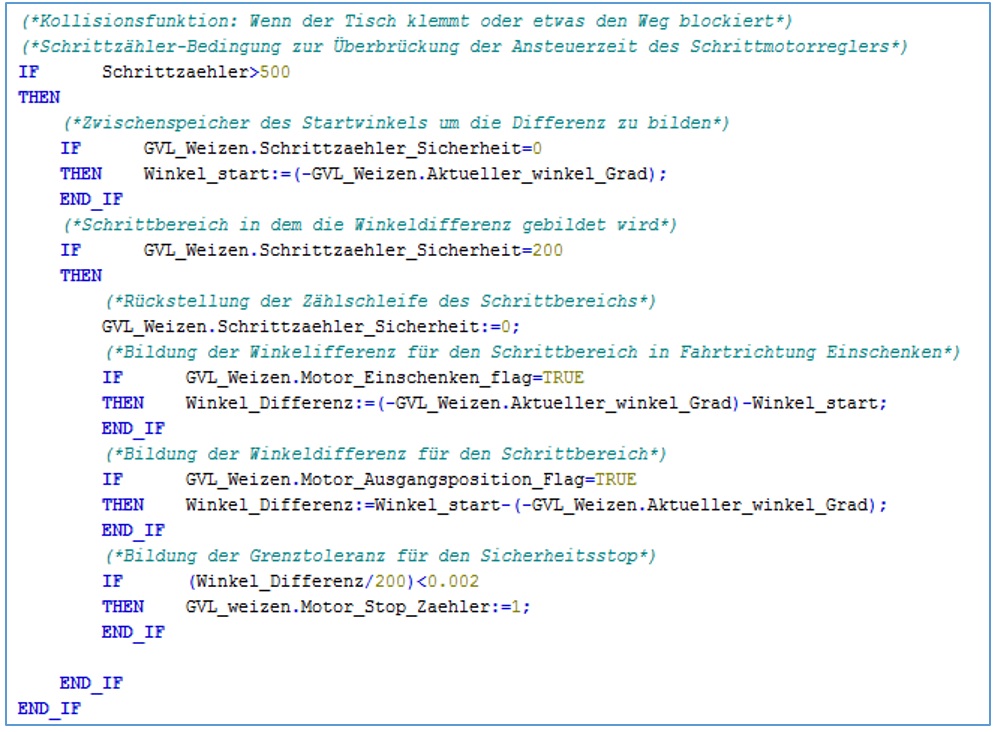 (*Kollisionsfunktion: Wenn der Tisch klemmt oder etwas den Weg blockiert*)
(*Schrittzähler-Bedingung zur Überbrückung der Ansteuerzeit des Schrittmotorreglers*)
IF Schrittzaehler>500
THEN
(*Zwischenspeicher des Startwinkels um die Differenz zu bilden*)
IF GVL_Weizen.Schrittzaehler_Sicherheit=0
THEN Winkel_start:=(-GVL_Weizen.Aktueller_winkel_Grad);
END_IF
(*Schrittbereich in dem die Winkeldifferenz gebildet wird*)
IF GVL_Weizen.Schrittzaehler_Sicherheit=200
THEN
(*Rückstellung der Zählschleife des Schrittbereichs*)
GVL_Weizen.Schrittzaehler_Sicherheit:=0;
(*Bildung der Winkelifferenz für den Schrittbereich in Fahrtrichtung Einschenken*)
IF GVL_Weizen.Motor_Einschenken_flag=TRUE
THEN Winkel_Differenz:=(-GVL_Weizen.Aktueller_winkel_Grad)-Winkel_start;
END_IF
(*Bildung der Winkeldifferenz für den Schrittbereich*)
IF GVL_Weizen.Motor_Ausgangsposition_Flag=TRUE
THEN Winkel_Differenz:=Winkel_start-(-GVL_Weizen.Aktueller_winkel_Grad);
END_IF
(*Bildung der Grenztoleranz für den Sicherheitsstop*)
IF (Winkel_Differenz/200)<0.002
THEN GVL_weizen.Motor_Stop_Zaehler:=1;
END_IF
END_IF
END_IF